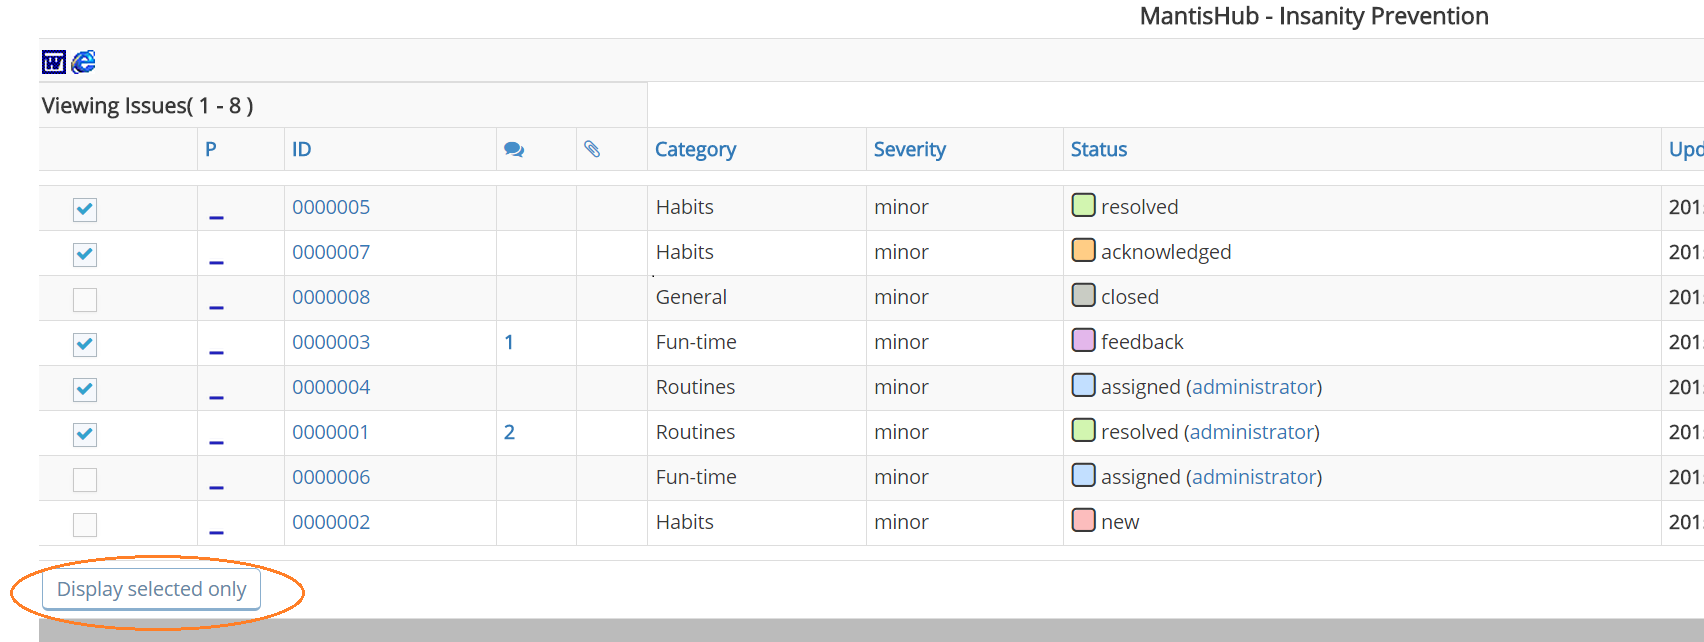 MantisHub - Insanity Prevention
W
Viewing Issues( 1 - 8 )
P ID Category Severity Status Upd
0000005 Habits minor resolved 201
0000007 Habits minor acknowledged 201
0000008 General minor closed 201
0000003 1 Fun-time minor feedback 201
0000004 Routines minor assigned (administrator) 201
0000001 2 Routines minor resolved (administrator) 201
0000006 Fun-time minor assigned (administrator) 201
0000002 Habits minor new 201
Display selected only